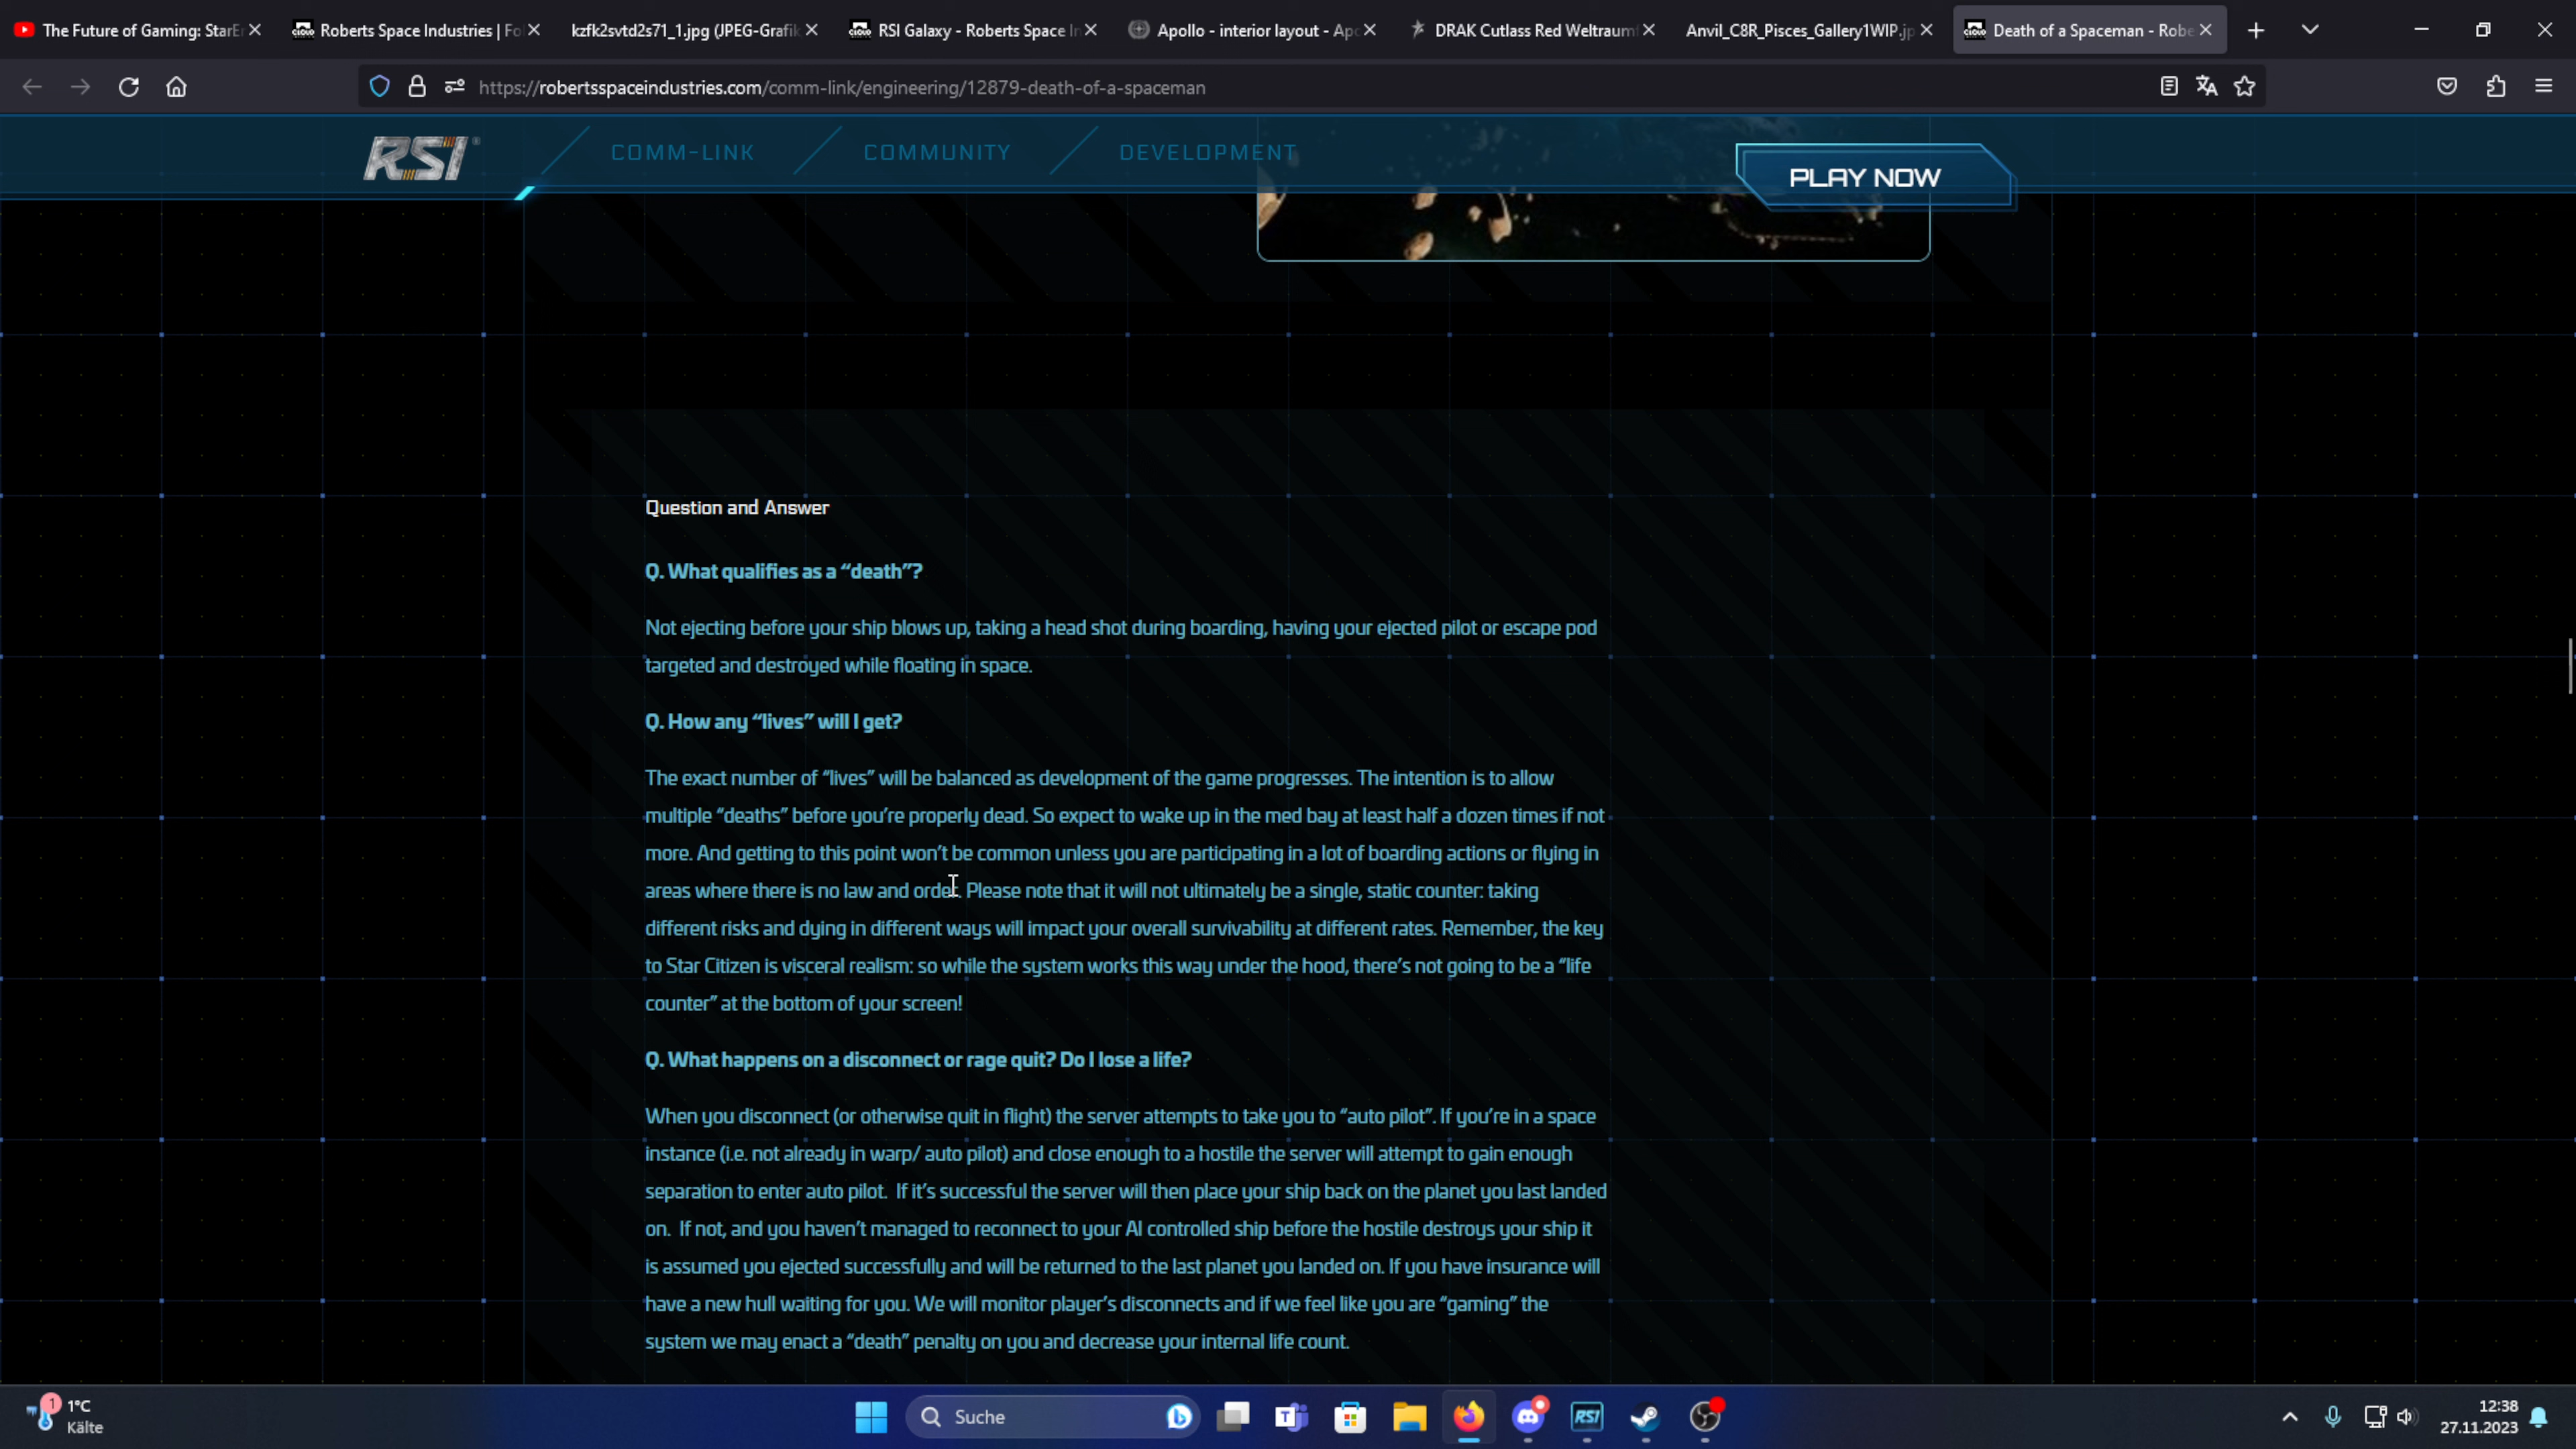 The Future of Gaming: StarE
Roberts Space Industries | Fo
kzfk2svtd2s71_1.jpg (JPEG-Grafik
RSI Galaxy - Roberts Space In
Apollo - interior layout - Apo
DRAK Cutlass Red Weltraum
Anvil_C8R_Pisces_Gallery1WIP.jp
Death of a Spaceman - Robe
https://robertsspaceindustries.com/comm-link/engineering/12879-death-of-a-spaceman
RSI
COMM-LINK
COMMUNITY
DEVELOPMENT
PLAY NOW
Question and Answer
Q. What qualifies as a “death”?
Not ejecting before your ship blows up, taking a head shot during boarding, having your ejected pilot or escape pod
targeted and destroyed while floating in space.
Q. How any “lives” will I get?
The exact number of “lives” will be balanced as development of the game progresses. The intention is to allow
multiple “deaths” before you’re properly dead. So expect to wake up in the med bay at least half a dozen times if not
more. And getting to this point won’t be common unless you are participating in a lot of boarding actions or flying in
areas where there is no law and order. Please note that it will not ultimately be a single, static counter: taking
different risks and dying in different ways will impact your overall survivability at different rates. Remember, the key
to Star Citizen is visceral realism: so while the system works this way under the hood, there’s not going to be a “life
counter” at the bottom of your screen!
Q. What happens on a disconnect or rage quit? Do I lose a life?
When you disconnect (or otherwise quit in flight) the server attempts to take you to “auto pilot”. If you’re in a space
instance (i.e. not already in warp/ auto pilot) and close enough to a hostile the server will attempt to gain enough
separation to enter auto pilot. If it’s successful the server will then place your ship back on the planet you last landed
on. If not, and you haven’t managed to reconnect to your AI controlled ship before the hostile destroys your ship it
is assumed you ejected successfully and will be returned to the last planet you landed on. If you have insurance will
have a new hull waiting for you. We will monitor player’s disconnects and if we feel like you are “gaming” the
system we may enact a “death” penalty on you and decrease your internal life count.
1
1°C
Kälte
Suche
RSI
12:38
27.11.2023